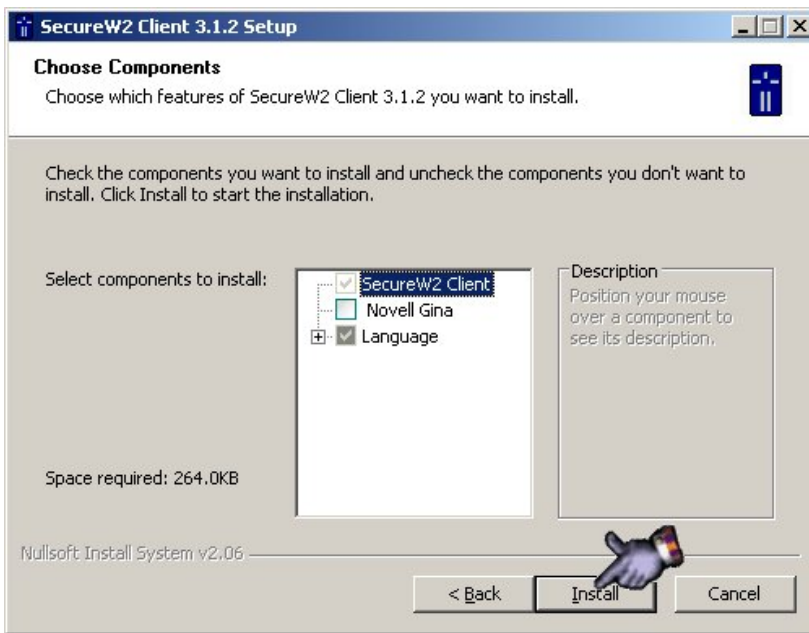 SecureW2 Client 3.1.2 Setup
Choose Components
Choose which features of SecureW2 Client 3.1.2 you want to install.
Check the components you want to install and uncheck the components you don't want to
install. Click Install to start the installation.
Select components to install:
SecureW2 Client
Novell Gina
Language
Description
Position your mouse
over a component to
see its description.
Space required: 264.0KB
Nullsoft Install System v2.06
< Back
Install
Cancel